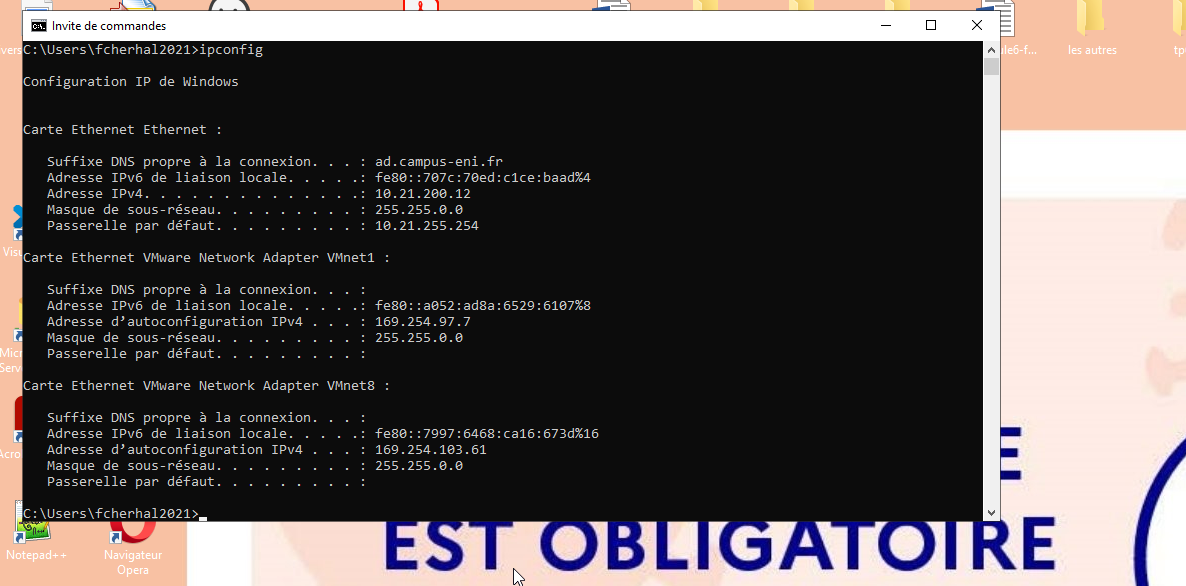 Invite de commandes
C:\Users\fcherhal2021>ipconfig
Configuration IP de Windows
Carte Ethernet Ethernet :
Suffixe DNS propre à la connexion. . . : ad.campus-eni.fr
Adresse IPv6 de liaison locale. . . . .: fe80::707c:70ed:c1ce:baad%4
Adresse IPv4. . . . . . . . . . . . . .: 10.21.200.12
Masque de sous-réseau. . . . . . . . . : 255.255.0.0
Passerelle par défaut. . . . . . . . . : 10.21.255.254
Carte Ethernet VMware Network Adapter VMnet1 :
Suffixe DNS propre à la connexion. . . :
Adresse IPv6 de liaison locale. . . . .: fe80::a052:ad8a:6529:6107%8
Adresse d’autoconfiguration IPv4 . . . : 169.254.97.7
Masque de sous-réseau. . . . . . . . . : 255.255.0.0
Passerelle par défaut. . . . . . . . . :
Carte Ethernet VMware Network Adapter VMnet8 :
Suffixe DNS propre à la connexion. . . :
Adresse IPv6 de liaison locale. . . . .: fe80::7997:6468:ca16:673d%16
Adresse d’autoconfiguration IPv4 . . . : 169.254.103.61
Masque de sous-réseau. . . . . . . . . : 255.255.0.0
Passerelle par défaut. . . . . . . . . :
C:\Users\fcherhal2021>
les autres
Notepad++
Navigateur
Opera
E
EST OBLIGATOIRE